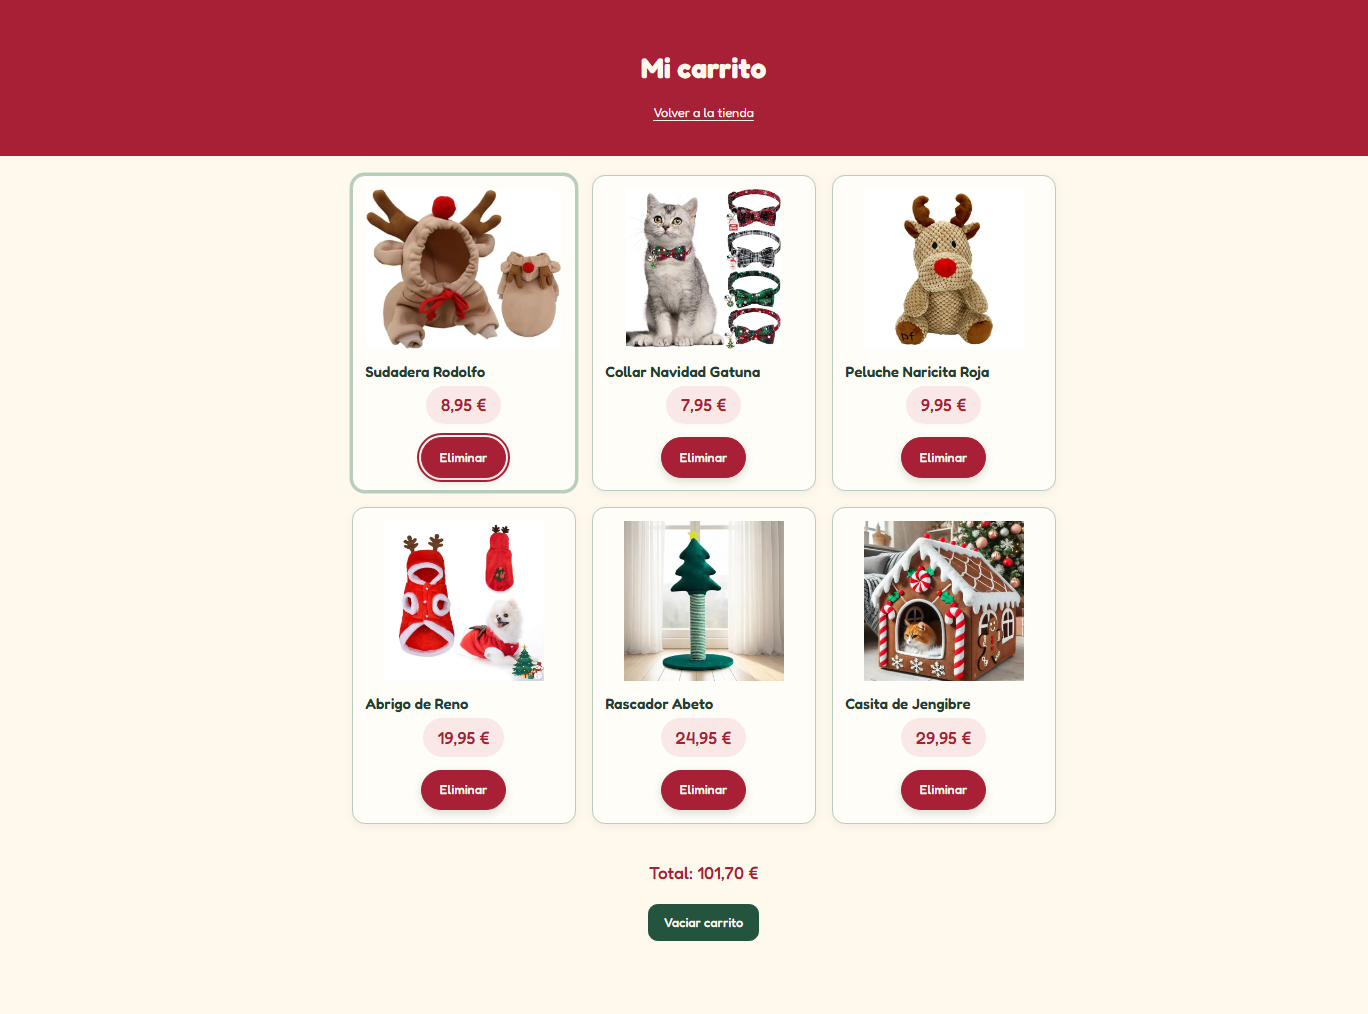 Mi carrito
Volver a la tienda
Sudadera Rodolfo
8,95 €
Eliminar
Collar Navidad Gatuna
7,95 €
Eliminar
Peluche Naricita Roja
9,95 €
Eliminar
Abrigo de Reno
19,95 €
Eliminar
Rascador Abeto
24,95 €
Eliminar
Casita de Jengibre
29,95 €
Eliminar
Total: 101,70 €
Vaciar carrito